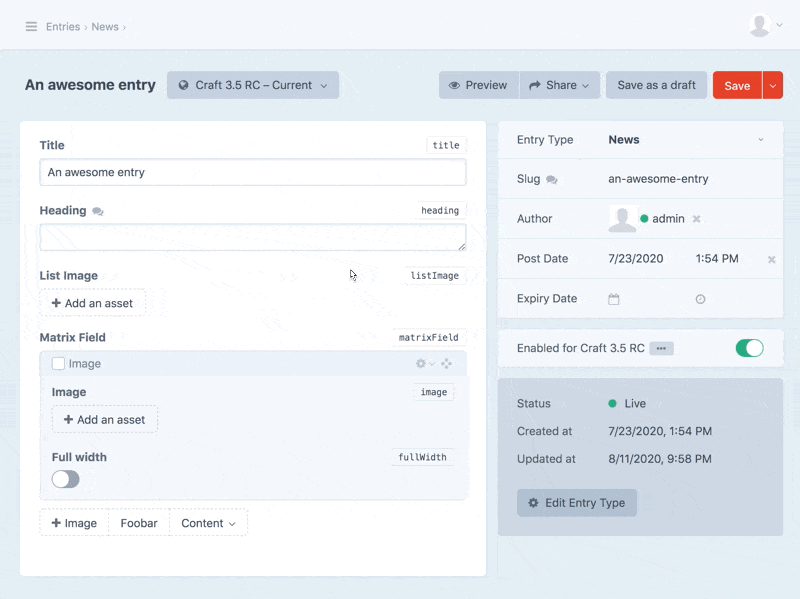 Entries › News ›
An awesome entry
Craft 3.5 RC – Current
Preview
Share
Save as a draft
Save
Title
title
An awesome entry
Heading
heading
List Image
listImage
Add an asset
Matrix Field
matrixField
Image
Image
image
Add an asset
Full width
fullWidth
Image
Foobar
Content
Entry Type
News
Slug
an-awesome-entry
Author
admin
Post Date
7/23/2020
1:54 PM
Expiry Date
Enabled for Craft 3.5 RC
Status
Live
Created at
7/23/2020, 1:54 PM
Updated at
8/11/2020, 9:58 PM
Edit Entry Type